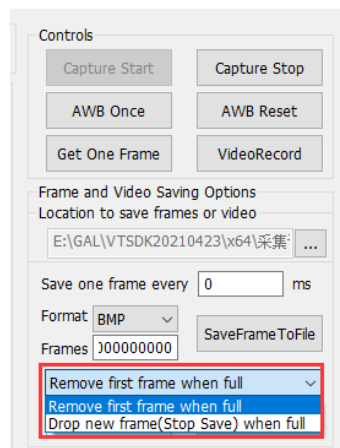 Controls
Capture Start Capture Stop
AWB Once AWB Reset
Get One Frame VideoRecord
Frame and Video Saving Options
Location to save frames or video
E:\GAL\VTSDK20210423\x64\采集 ...
Save one frame every 0 ms
Format BMP
SaveFrameToFile
Frames 000000000
Remove first frame when full
Remove first frame when full
Drop new frame(Stop Save) when full